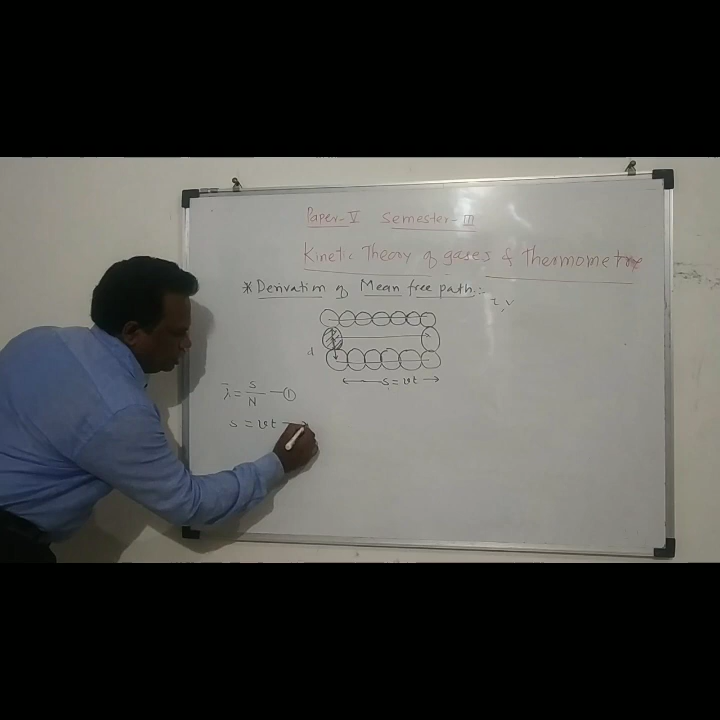 Paper-V Semester-III
Kinetic Theory of gases & Thermometry
* Derivation of Mean free path:-
d
s = vt
λ̄ = S/N —①
s = vt —